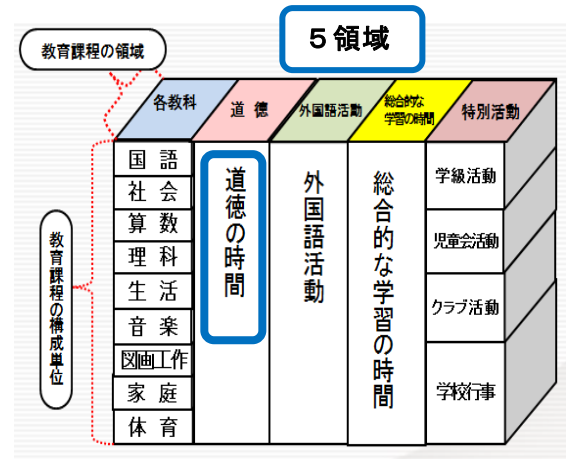 ５領域
教育課程の領域
各教科
道徳
外国語活動
総合的な
学習の時間
特別活動
教育課程の構成単位
国語
社会
算数
理科
生活
音楽
図画工作
家庭
体育
道徳の時間
外国語活動
総合的な学習の時間
学級活動
児童会活動
クラブ活動
学校行事